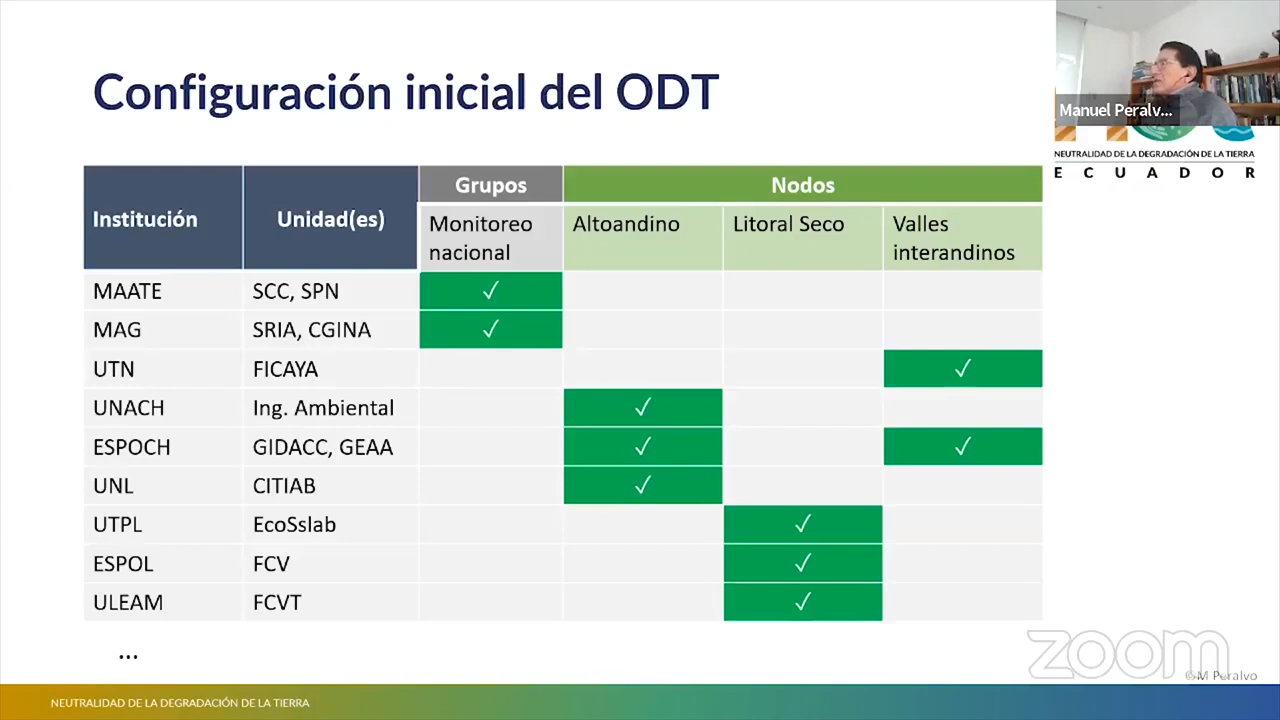 Configuración inicial del ODT
Manuel Peralv...
NEUTRALIDAD DE LA DEGRADACIÓN DE LA TIERRA
ECUADOR
Institución Unidad(es) Grupos Nodos
Monitoreo nacional Altoandino Litoral Seco Valles interandinos
MAATE SCC, SPN ✓
MAG SRIA, CGINA ✓
UTN FICAYA ✓
UNACH Ing. Ambiental ✓
ESPOCH GIDACC, GEAA ✓ ✓
UNL CITIAB ✓
UTPL EcoSslab ✓
ESPOL FCV ✓
ULEAM FCVT ✓
...
zoom
©M Peralvo
NEUTRALIDAD DE LA DEGRADACIÓN DE LA TIERRA